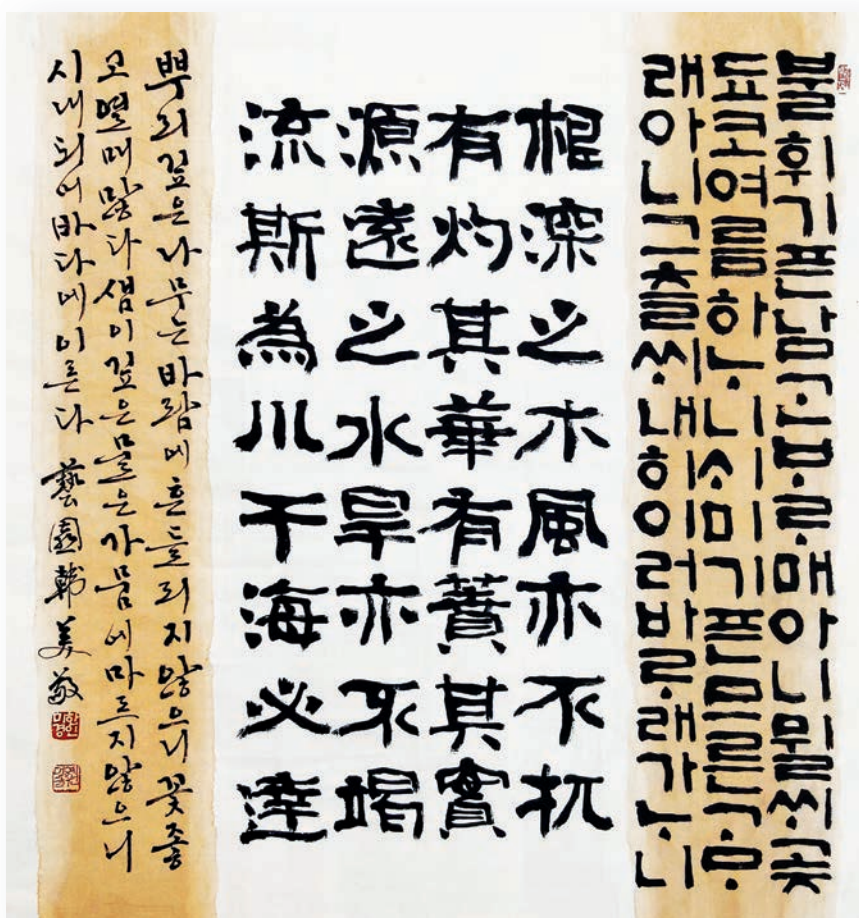 불휘기픈남ᄀᆞᆫᄇᆞᄅᆞ매아니뮐ᄊᆡ곶
됴코여름하ᄂᆞ니ᄉᆡ미기픈므른ᄀᆞᄆᆞ
래아니그츨ᄊᆡ내히이러바ᄅᆞ래가ᄂᆞ니
根深之木風亦不杌
有灼其華有蕡其實
源遠之水旱亦不竭
流斯為川于海必達
뿌리깊은나무는바람에흔들리지않으니꽃좋
고열매많다샘이깊은물은가뭄에마르지않으니
시내되어바다에이른다 藝園韓美敬